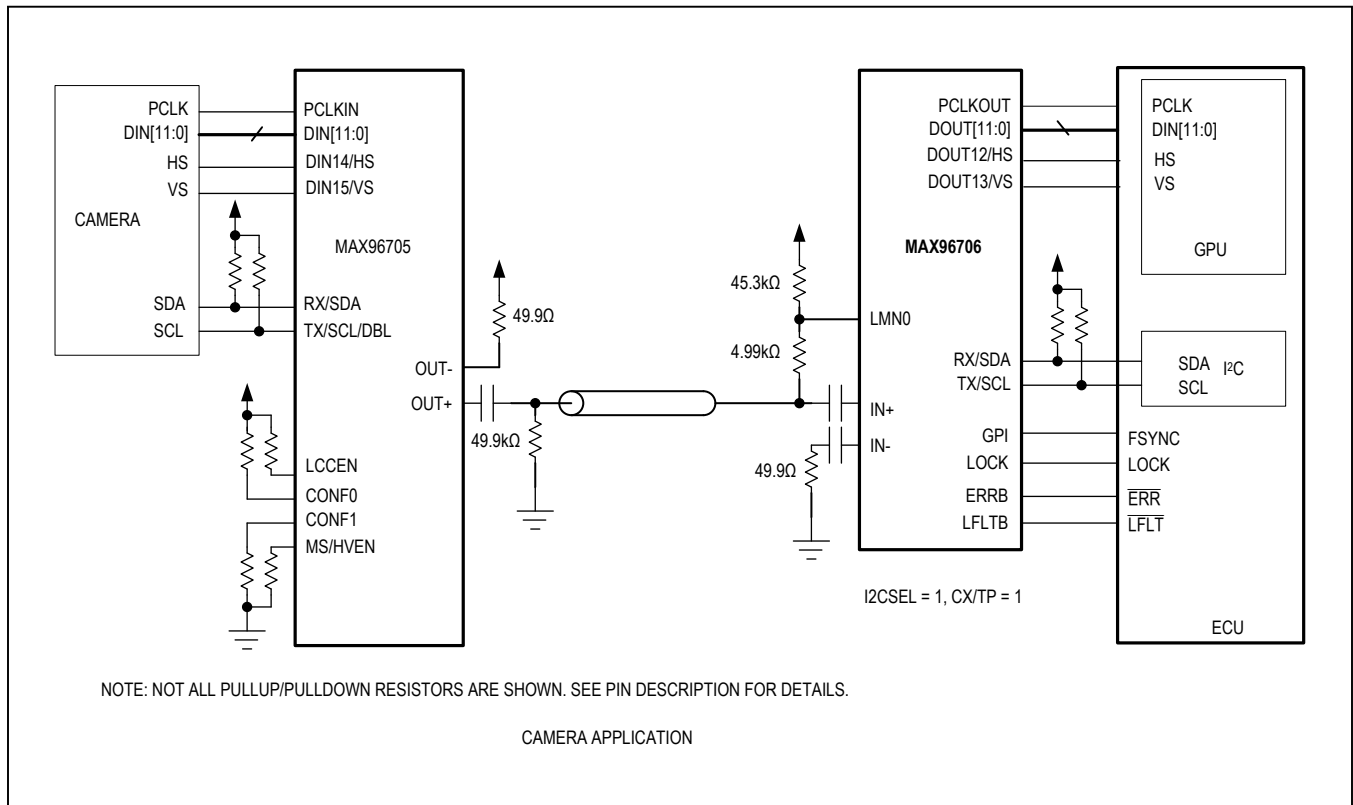 PCLK
DIN[11:0]
HS
VS
CAMERA
SDA
SCL
PCLKIN
DIN[11:0]
DIN14/HS
DIN15/VS
MAX96705
RX/SDA
TX/SCL/DBL
OUT-
OUT+
LCCEN
CONF0
CONF1
MS/HVEN
49.9Ω
49.9kΩ
45.3kΩ
4.99kΩ
49.9Ω
PCLKOUT
DOUT[11:0]
DOUT12/HS
DOUT13/VS
MAX96706
LMN0
RX/SDA
TX/SCL
IN+
IN-
GPI
LOCK
ERRB
LFLTB
I2CSEL = 1, CX/TP = 1
PCLK
DIN[11:0]
HS
VS
GPU
SDA I²C
SCL
FSYNC
LOCK
ERR
LFLT
ECU
NOTE: NOT ALL PULLUP/PULLDOWN RESISTORS ARE SHOWN. SEE PIN DESCRIPTION FOR DETAILS.
CAMERA APPLICATION